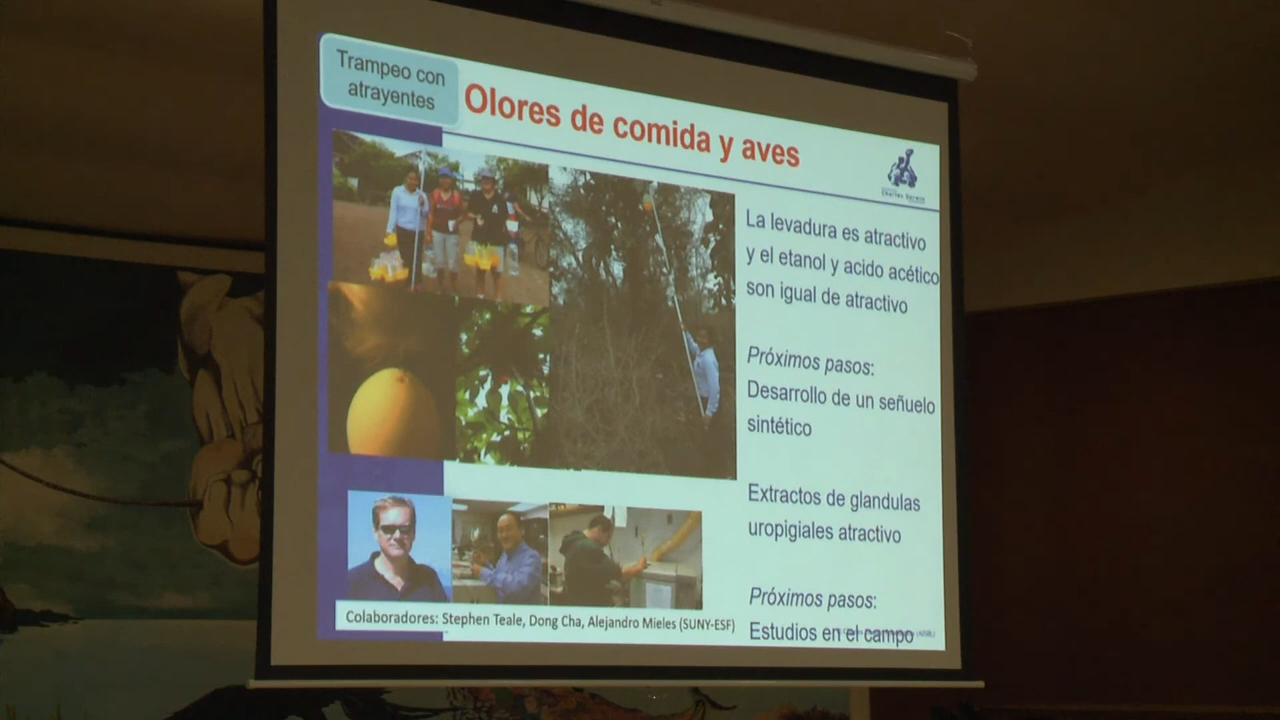 Trampeo con
atrayentes
Olores de comida y aves
Charles Darwin
La levadura es atractivo
y el etanol y acido acético
son igual de atractivo
Próximos pasos:
Desarrollo de un señuelo
sintético
Extractos de glandulas
uropigiales atractivo
Próximos pasos:
Estudios en el campo
Colaboradores: Stephen Teale, Dong Cha, Alejandro Mieles (SUNY-ESF)